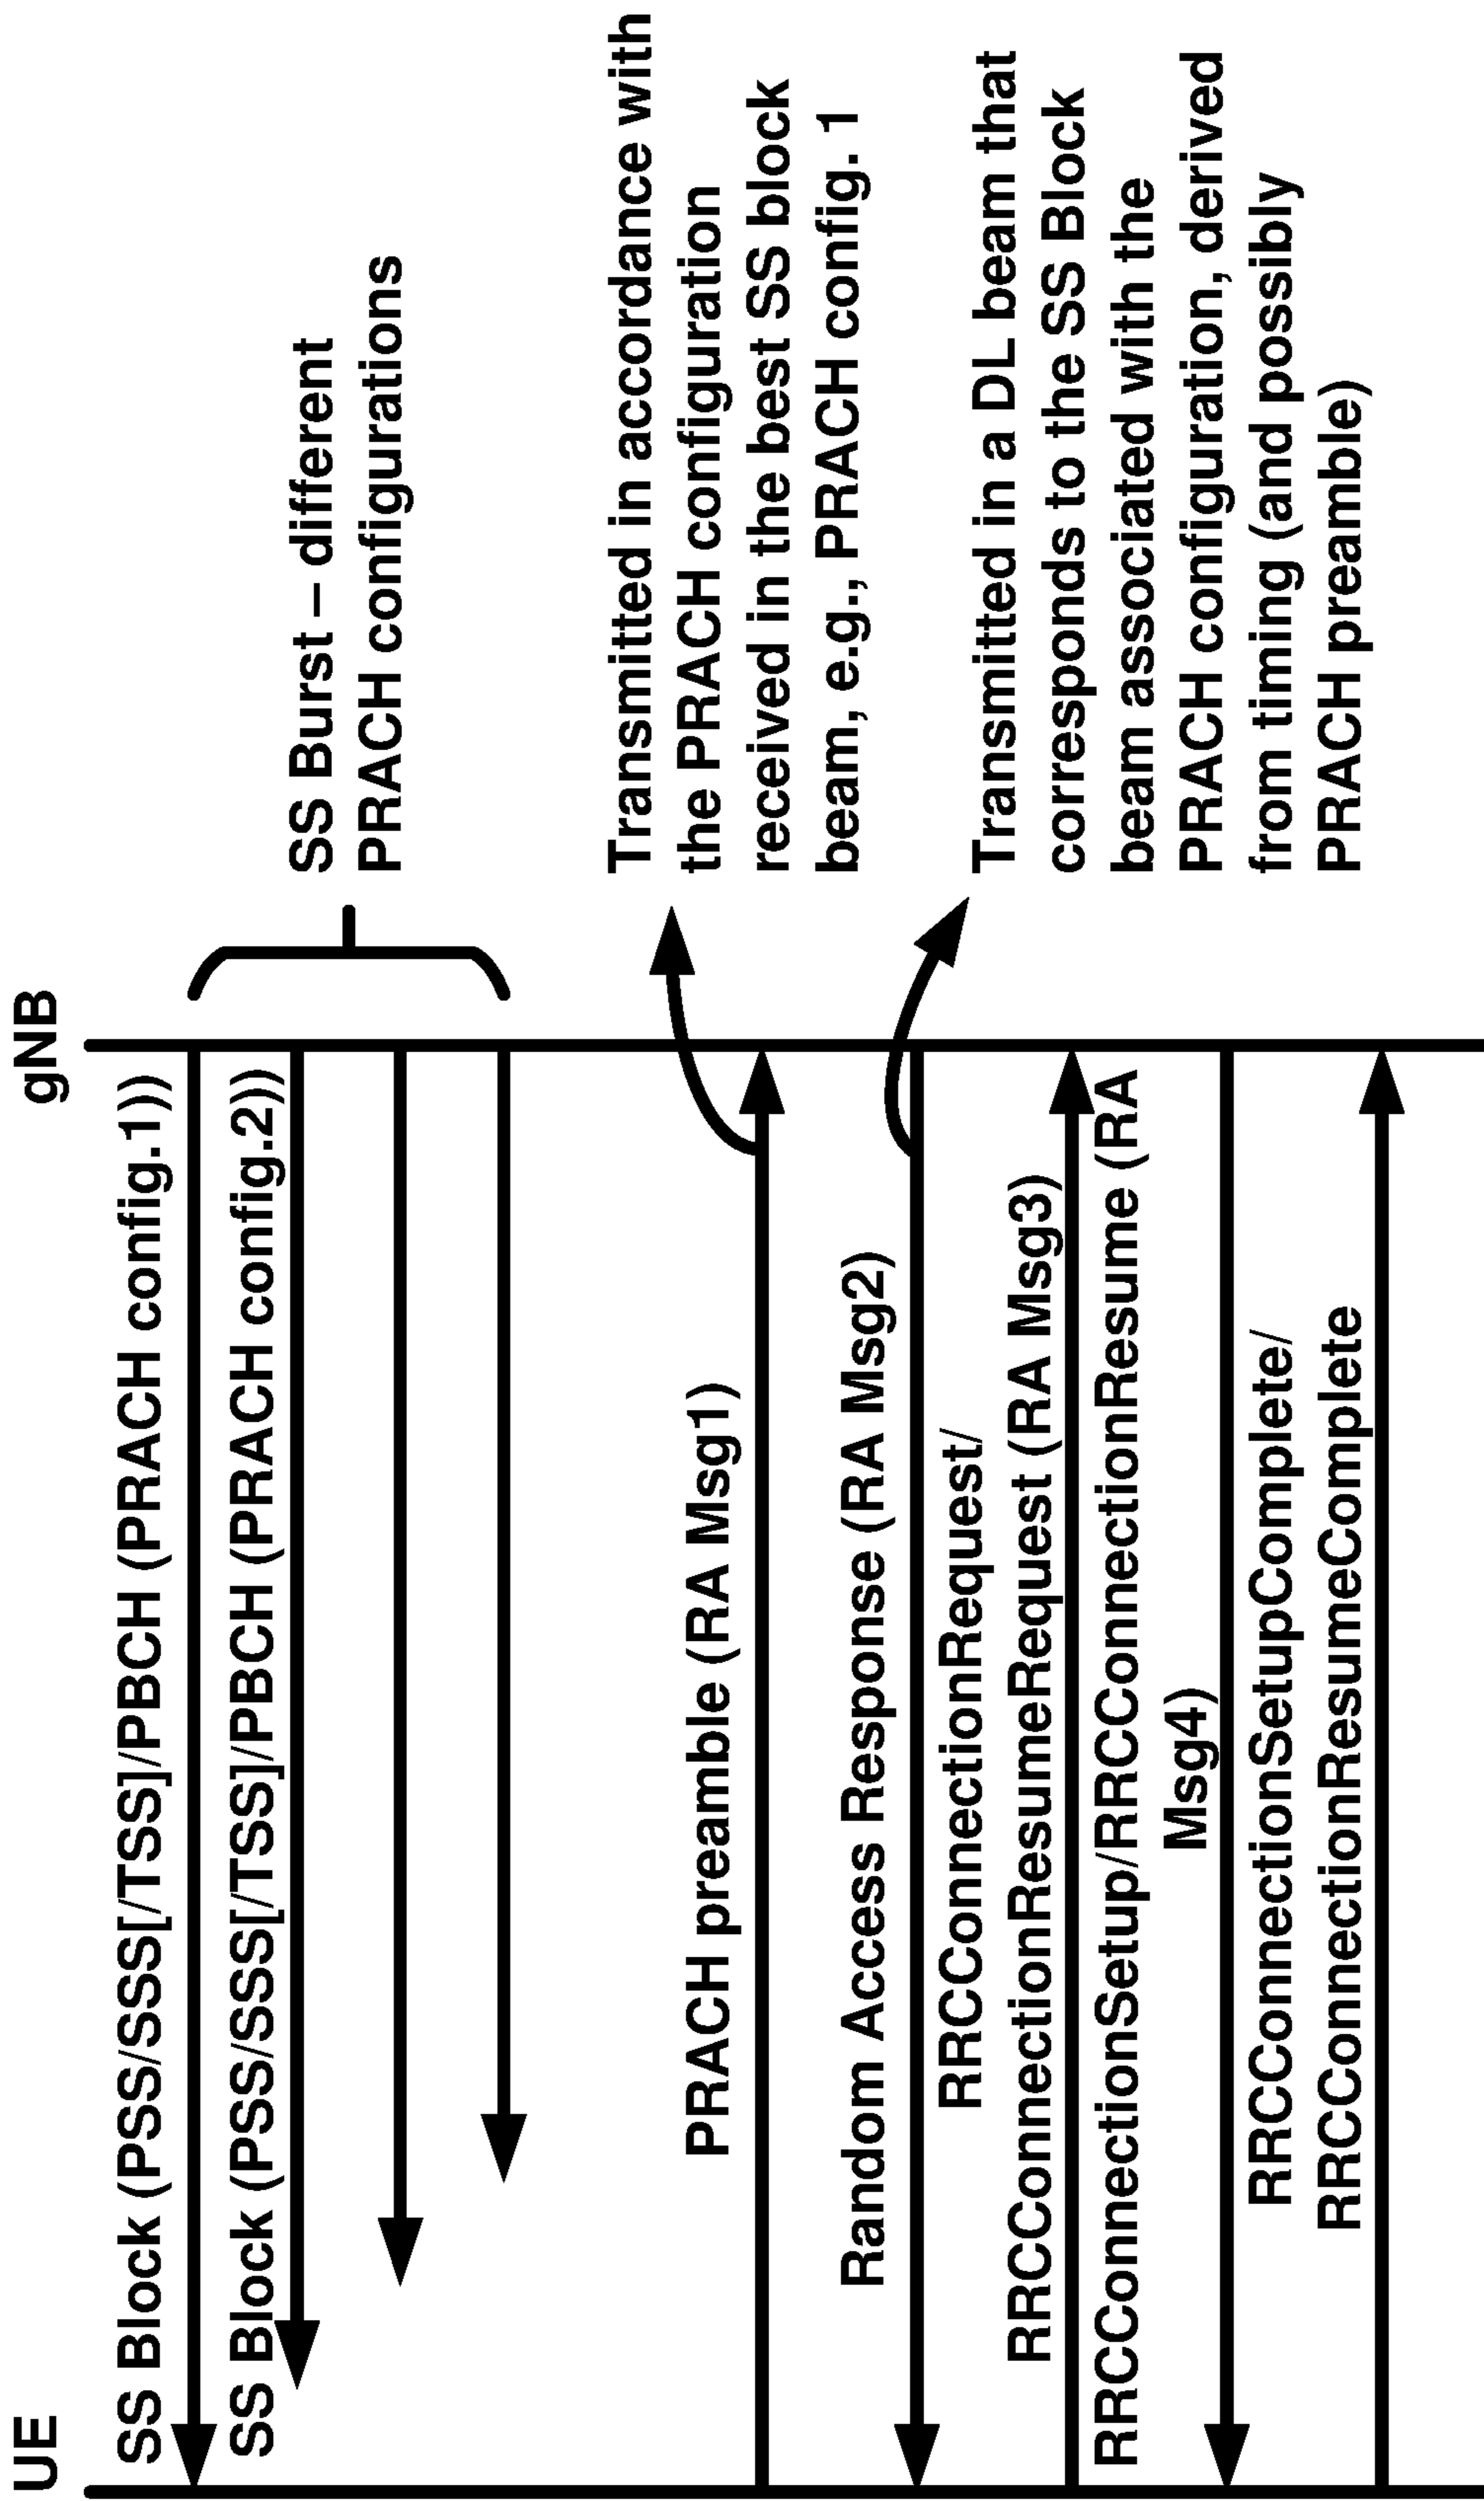 UE
gNB
SS Block (PSS/SSS[/TSS]/PBCH (PRACH config.1))
SS Block (PSS/SSS[/TSS]/PBCH (PRACH config.2)))
SS Burst – different
PRACH configurations
PRACH preamble (RA Msg1)
Transmitted in accordance with
the PRACH configuration
received in the best SS block
beam, e.g., PRACH config. 1
Random Access Response (RA Msg2)
Transmitted in a DL beam that
corresponds to the SS Block
beam associated with the
PRACH configuration, derived
from timing (and possibly
PRACH preamble)
RRCConnectionRequest/
RRCConnectionResumeRequest (RA Msg3)
RRCConnectionSetup/RRCConnectionResume (RA
Msg4)
RRCConnectionSetupComplete/
RRCConnectionResumeComplete